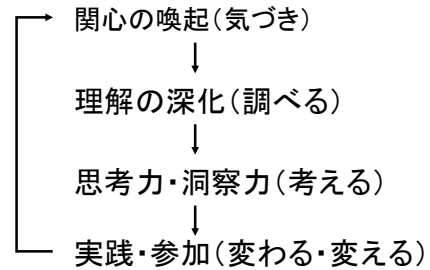 関心の喚起（気づき）
理解の深化（調べる）
思考力・洞察力（考える）
実践・参加（変わる・変える）